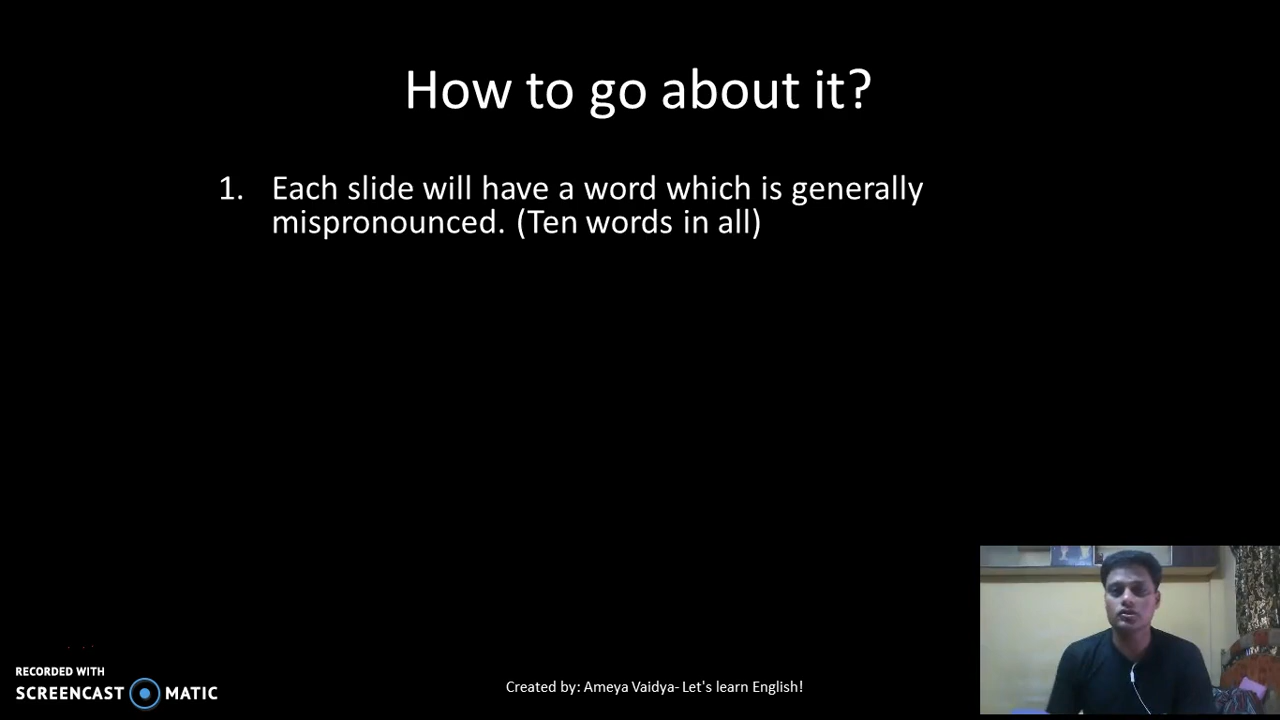 How to go about it?
1. Each slide will have a word which is generally
mispronounced. (Ten words in all)
RECORDED WITH
SCREENCAST MATIC
Created by: Ameya Vaidya- Let's learn English!